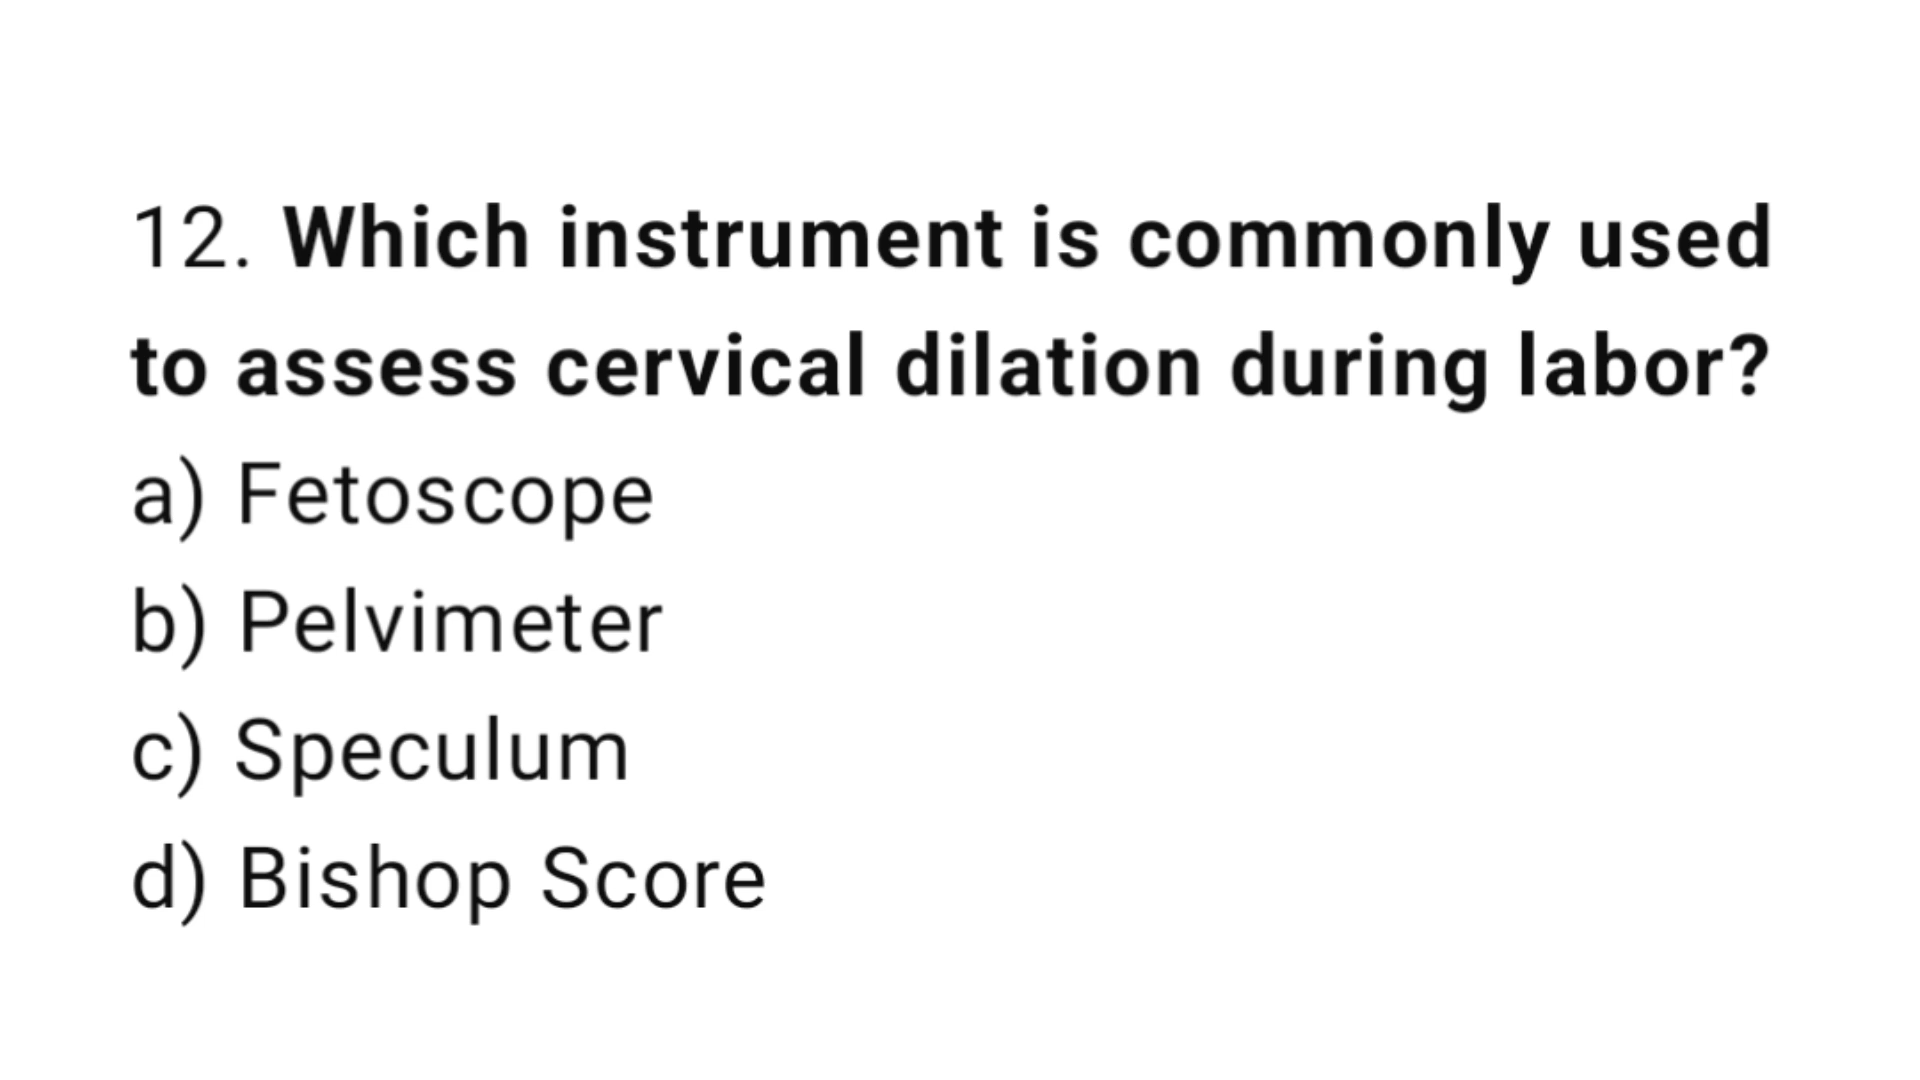 12. Which instrument is commonly used
to assess cervical dilation during labor?
a) Fetoscope
b) Pelvimeter
c) Speculum
d) Bishop Score